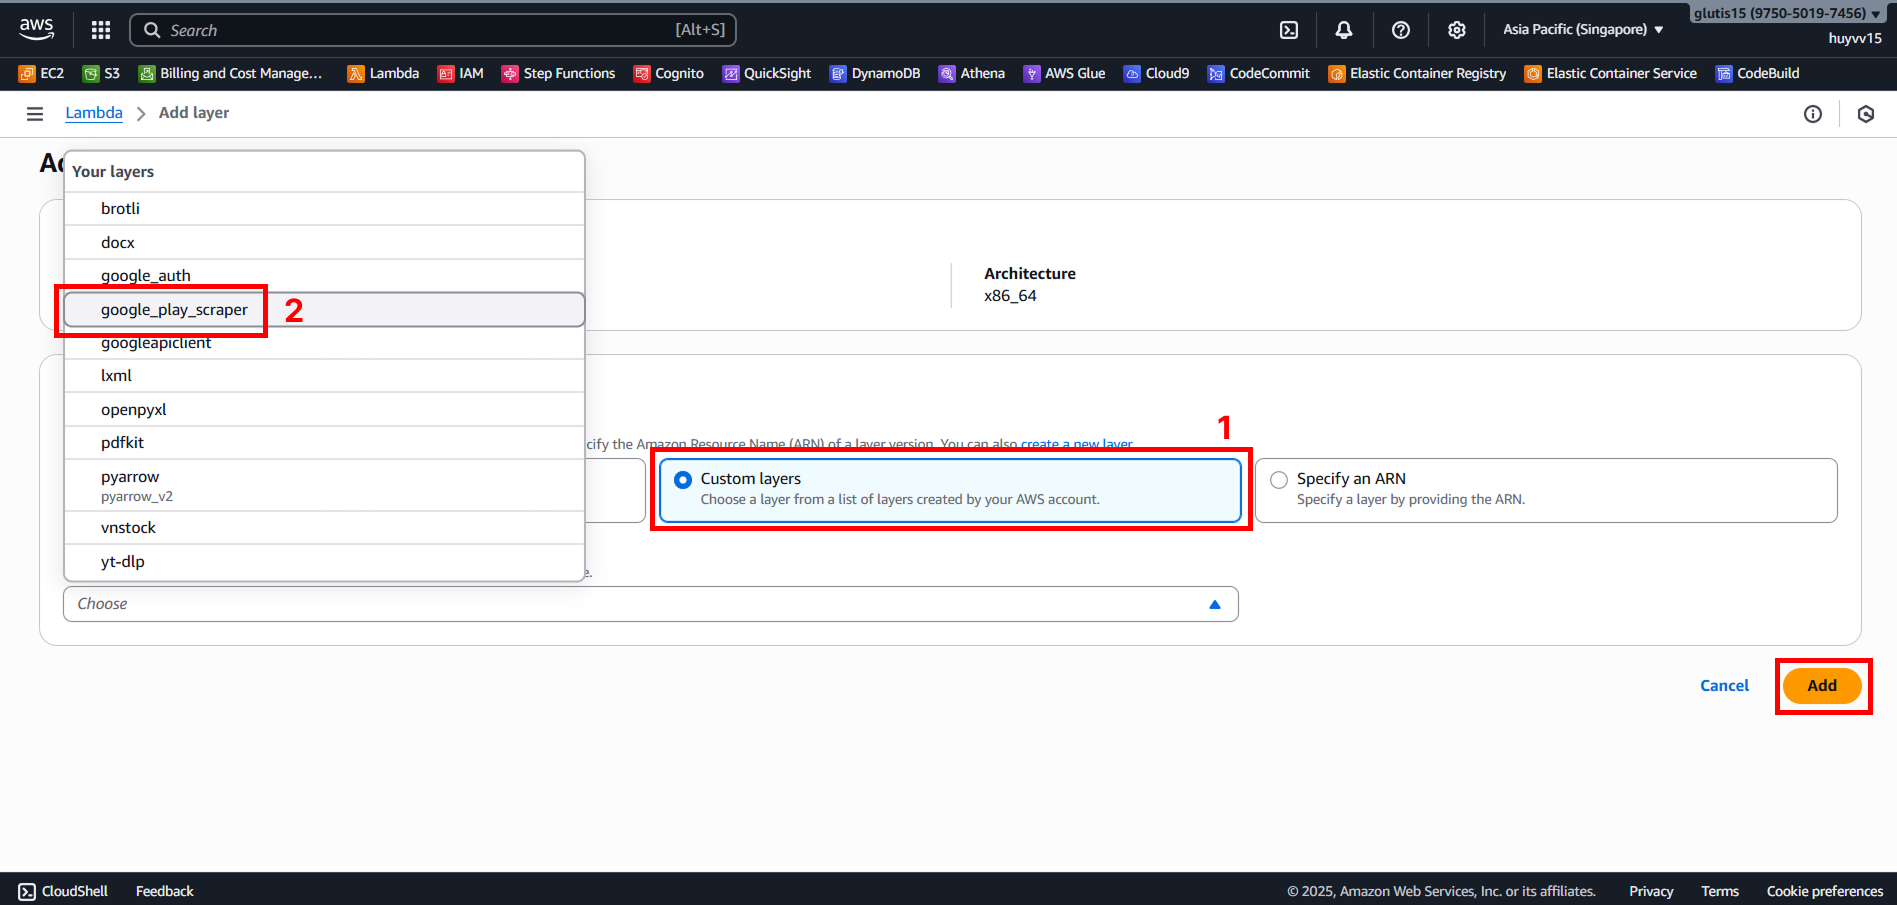 aws
Search [Alt+S]
Asia Pacific (Singapore) ▼
glutis15 (9750-5019-7456) ▼
huyvv15
EC2 S3 Billing and Cost Manage... Lambda IAM Step Functions Cognito QuickSight DynamoDB Athena AWS Glue Cloud9 CodeCommit Elastic Container Registry Elastic Container Service CodeBuild
Lambda > Add layer
Your layers
brotli
docx
google_auth
google_play_scraper
2
googleapiclient
lxml
openpyxl
pdfkit
pyarrow
pyarrow_v2
vnstock
yt-dlp
Architecture
x86_64
1
cify the Amazon Resource Name (ARN) of a layer version. You can also create a new layer
Custom layers
Choose a layer from a list of layers created by your AWS account.
Specify an ARN
Specify a layer by providing the ARN.
Choose
Cancel
Add
CloudShell Feedback
© 2025, Amazon Web Services, Inc. or its affiliates. Privacy Terms Cookie preferences